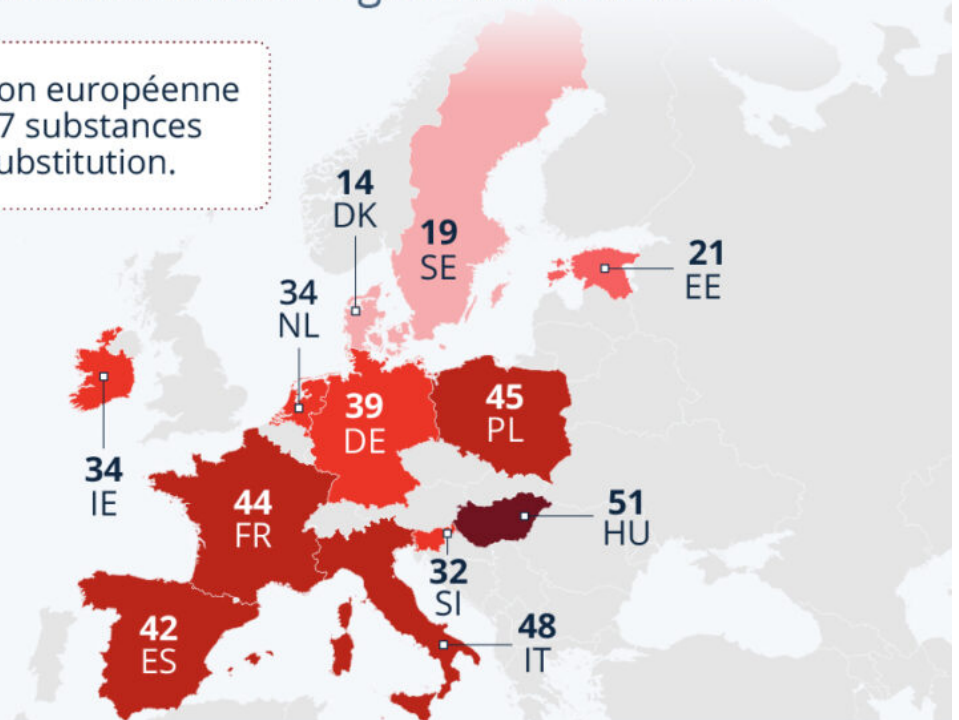 on européenne
7 substances
ubstitution.
14
DK
19
SE
21
EE
34
NL
39
DE
45
PL
34
IE
44
FR
51
HU
32
SI
42
ES
48
IT